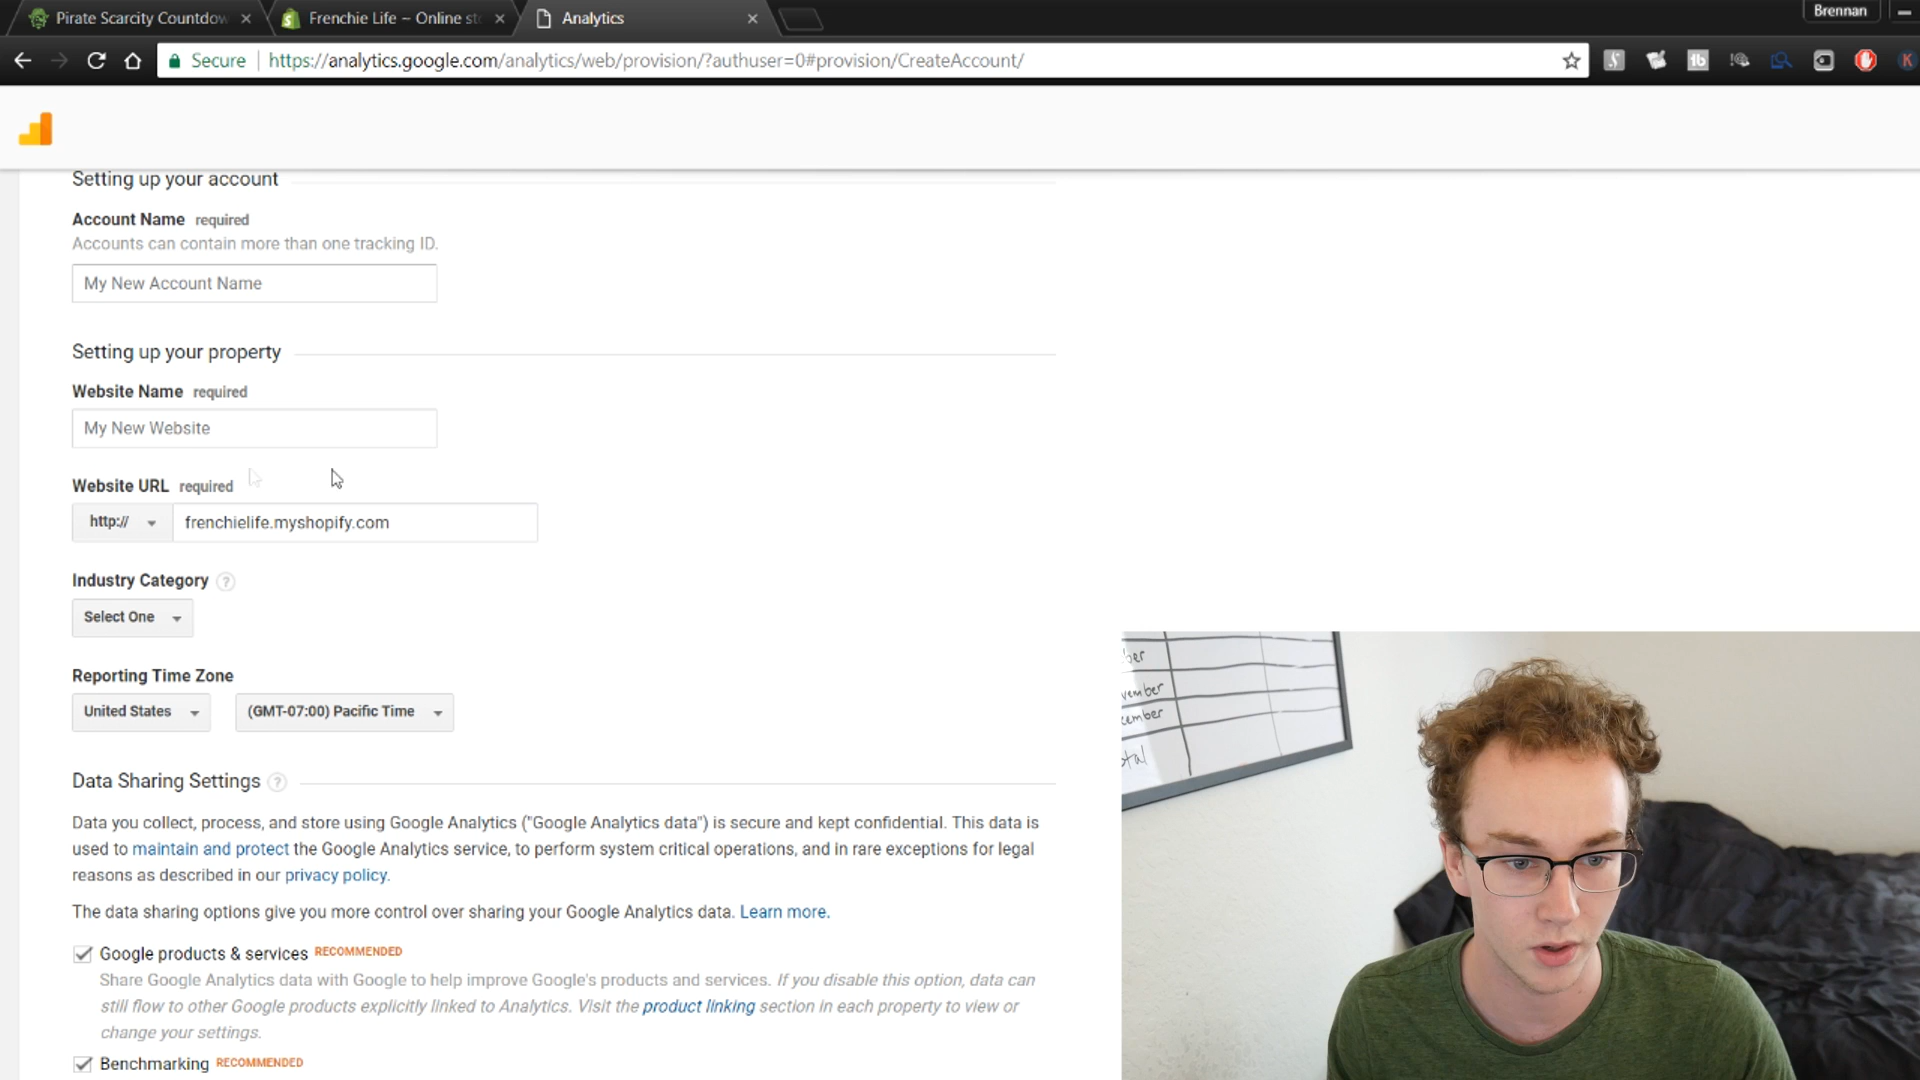 Pirate Scarcity Countdow
Frenchie Life ~ Online st
Analytics
Brennan
Secure
https://analytics.google.com/analytics/web/provision/?authuser=0#provision/CreateAccount/
Setting up your account
Account Name required
Accounts can contain more than one tracking ID.
My New Account Name
Setting up your property
Website Name required
My New Website
Website URL required
http://
frenchielife.myshopify.com
Industry Category ?
Select One
Reporting Time Zone
United States
(GMT-07:00) Pacific Time
Data Sharing Settings ?
Data you collect, process, and store using Google Analytics ("Google Analytics data") is secure and kept confidential. This data is
used to maintain and protect the Google Analytics service, to perform system critical operations, and in rare exceptions for legal
reasons as described in our privacy policy.
The data sharing options give you more control over sharing your Google Analytics data. Learn more.
Google products & services RECOMMENDED
Share Google Analytics data with Google to help improve Google's products and services. If you disable this option, data can
still flow to other Google products explicitly linked to Analytics. Visit the product linking section in each property to view or
change your settings.
Benchmarking RECOMMENDED
ber
vember
cember
otal